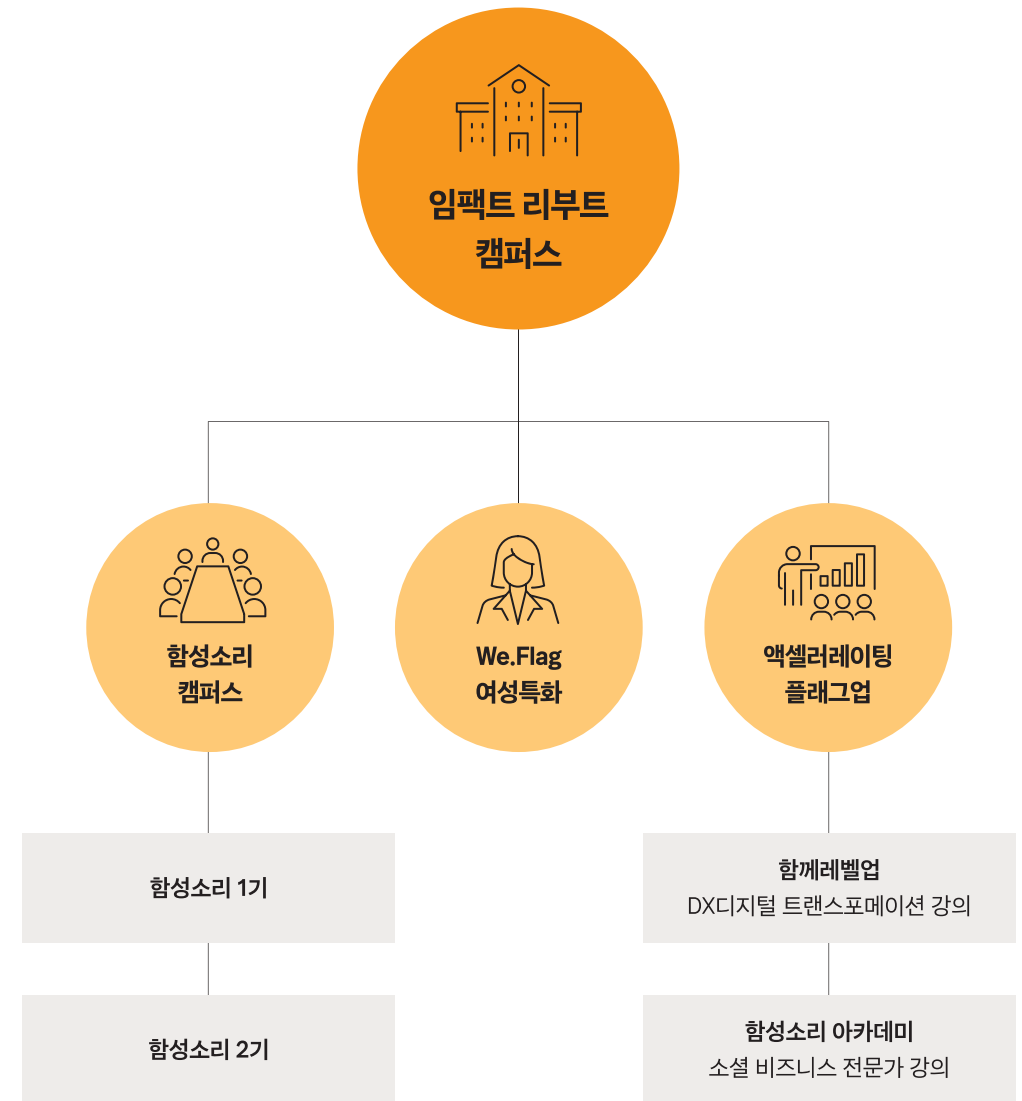 임팩트 리부트
캠퍼스
함성소리
캠퍼스
We.Flag
여성특화
액셀러레이팅
플래그업
함성소리 1기
함성소리 2기
함께레벨업
DX디지털 트랜스포메이션 강의
함성소리 아카데미
소셜 비즈니스 전문가 강의